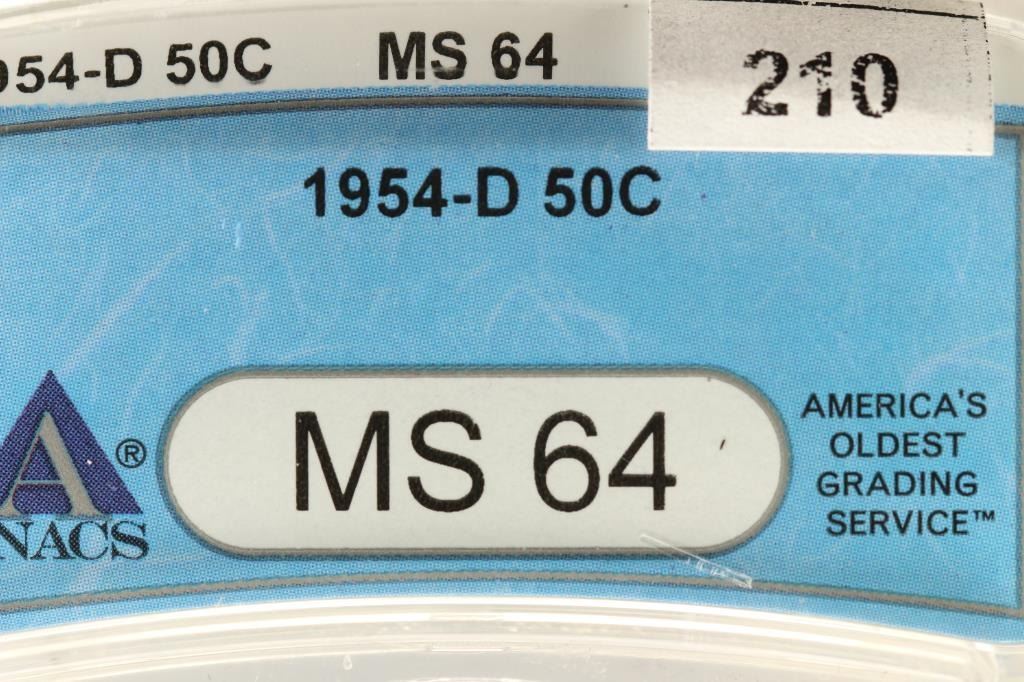 954-D 50C MS 64
210
1954-D 50C
MS 64
A®
NACS
AMERICA'S
OLDEST
GRADING
SERVICE™